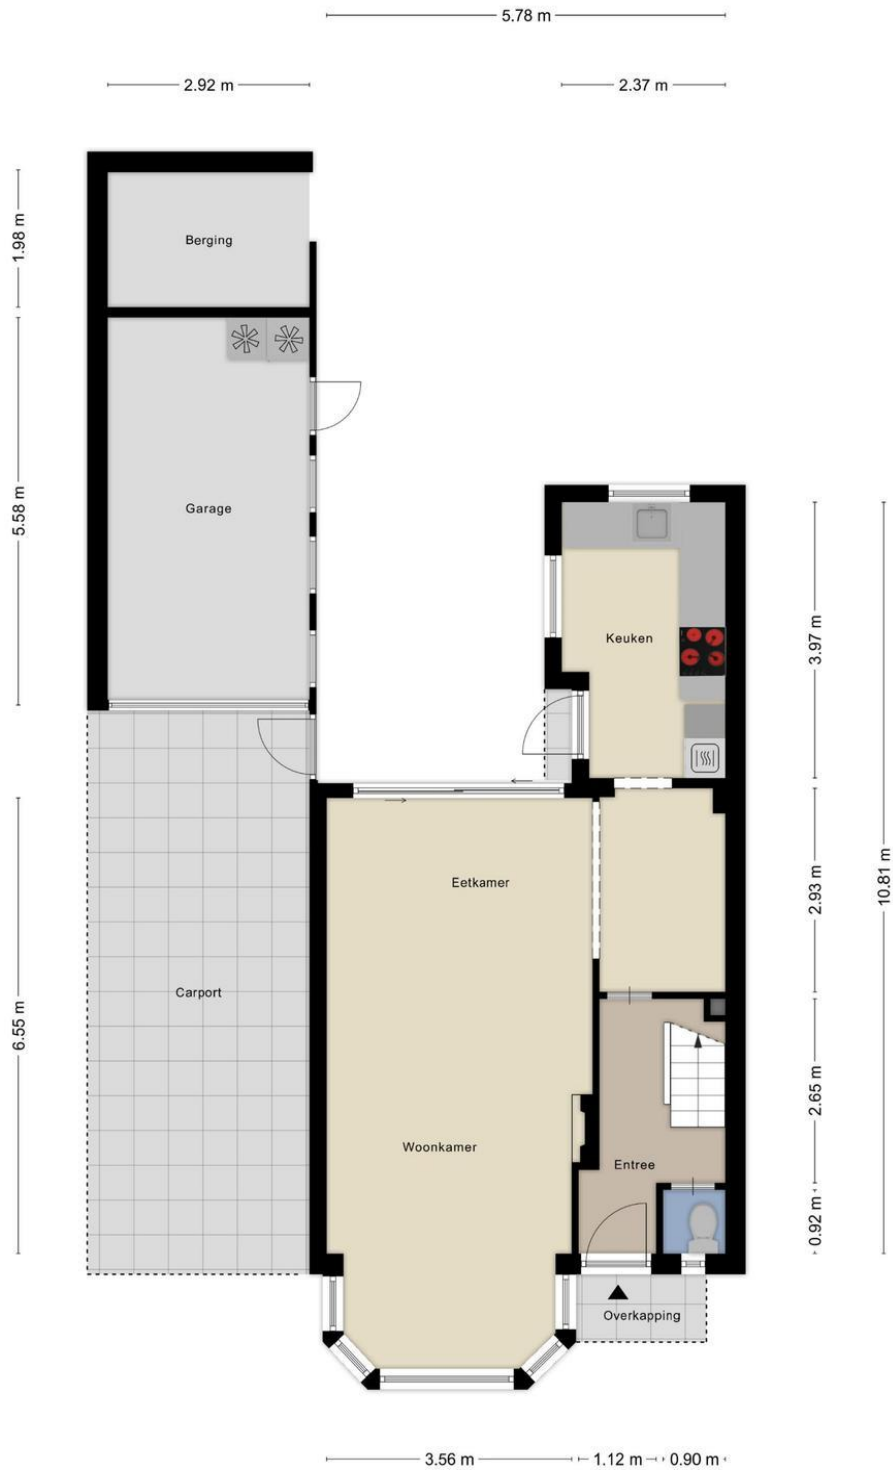 5.78 m
2.92 m
2.37 m
1.98 m
Berging
5.58 m
Garage
Keuken
3.97 m
10.81 m
Eetkamer
2.93 m
Carport
6.55 m
2.65 m
Woonkamer
Entree
0.92 m
Overkapping
3.56 m
1.12 m
0.90 m